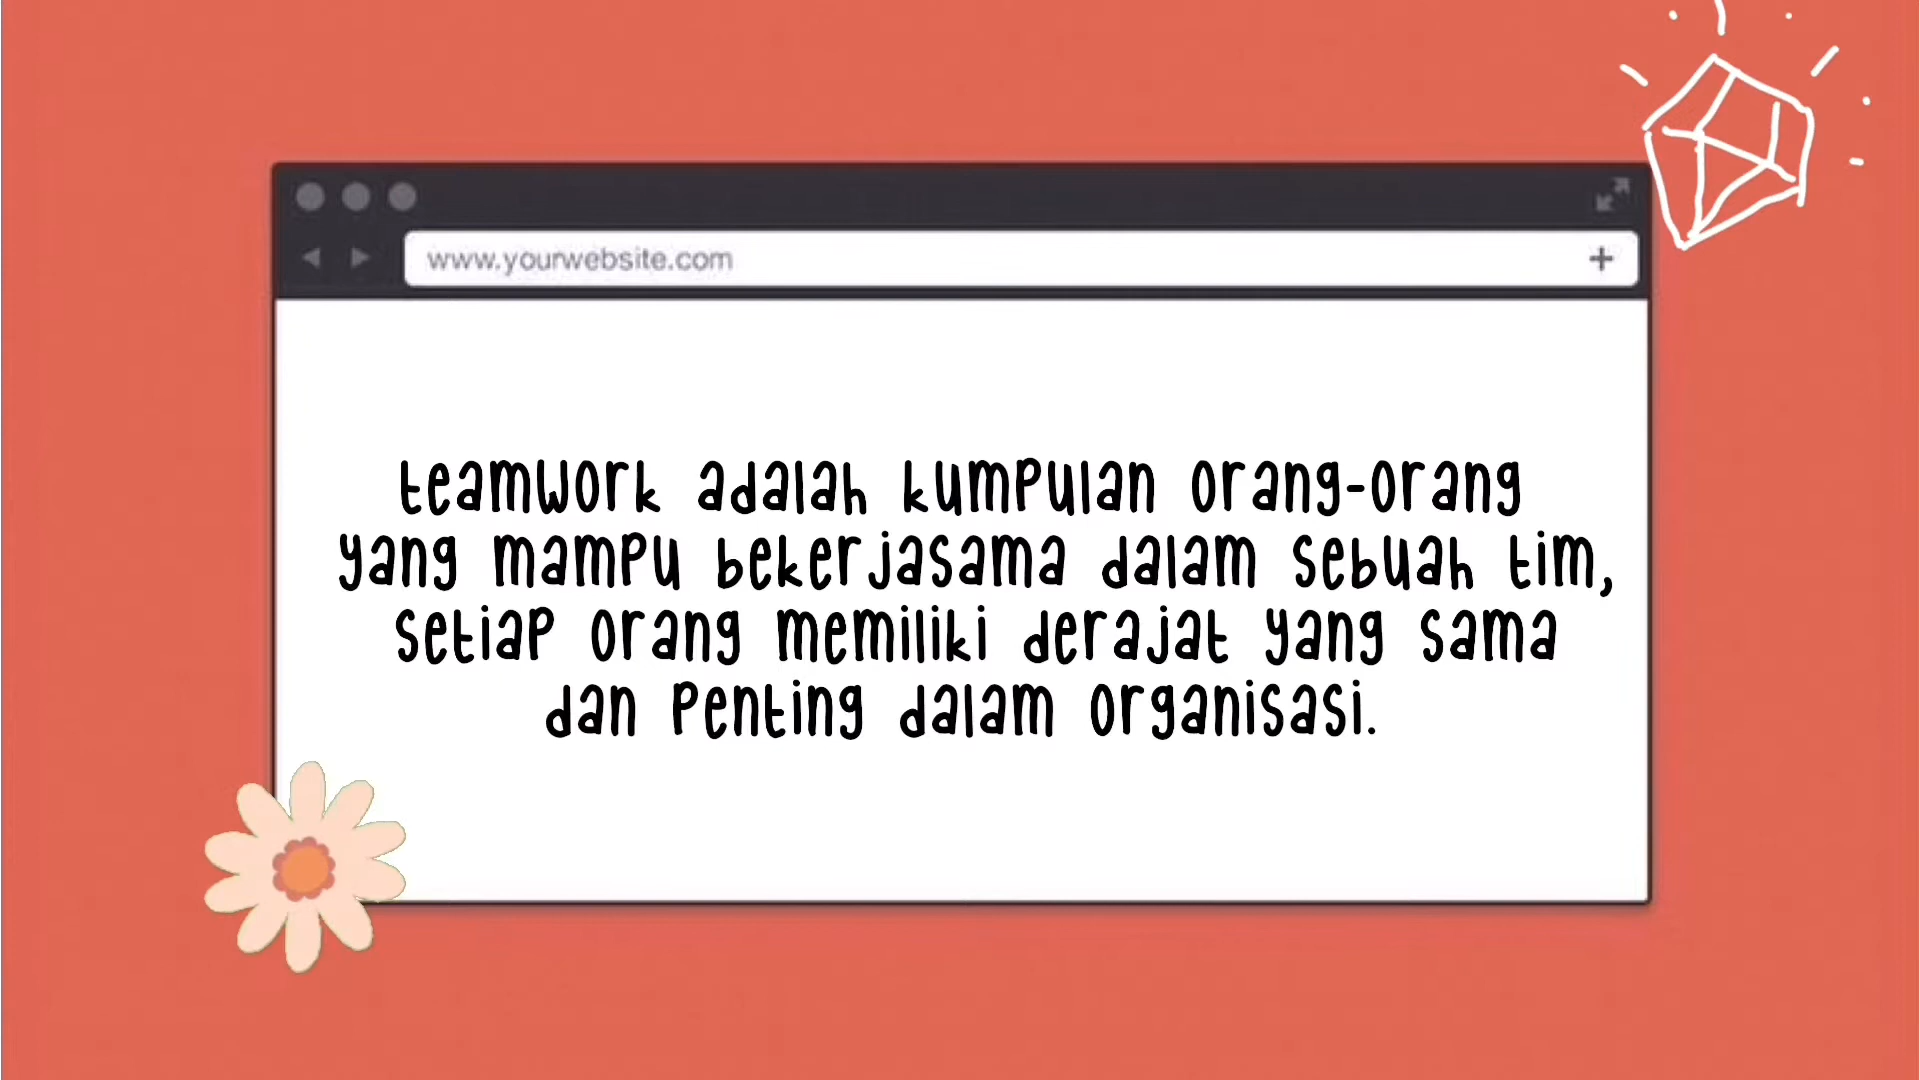 www.yourwebsite.com
teamwork adalah kumpulan orang-orang
yang mampu bekerjasama dalam sebuah tim,
setiap orang memiliki derajat yang sama
dan penting dalam organisasi.